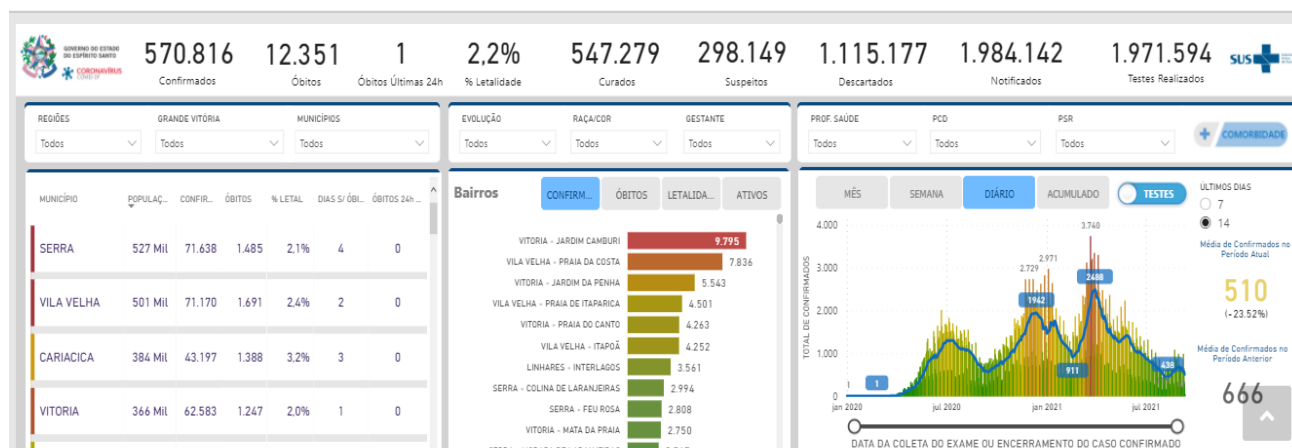 GOVERNO DO ESTADO
DO ESPÍRITO SANTO
CORONAVÍRUS
COVID-19
570.816
Confirmados
12.351
Óbitos
1
Óbitos Últimas 24h
2,2%
% Letalidade
547.279
Curados
298.149
Suspeitos
1.115.177
Descartados
1.984.142
Notificados
1.971.594
Testes Realizados
SUS
REGIÕES GRANDE VITÓRIA MUNICÍPIOS
Todos Todos Todos
EVOLUÇÃO RAÇA/COR GESTANTE
Todos Todos Todos
PROF. SAÚDE PCD PSR
Todos Todos Todos
+ COMORBIDADE
MUNICÍPIO POPULAÇ... CONFIR... ÓBITOS % LETAL DIAS S/ ÓBI... ÓBITOS 24h ...
SERRA 527 Mil 71.638 1.485 2,1% 4 0
VILA VELHA 501 Mil 71.170 1.691 2,4% 2 0
CARIACICA 384 Mil 43.197 1.388 3,2% 3 0
VITORIA 366 Mil 62.583 1.247 2,0% 1 0
Bairros CONFIRM... ÓBITOS LETALIDA... ATIVOS
VITORIA - JARDIM CAMBURI 9.795
VILA VELHA - PRAIA DA COSTA 7.836
VITORIA - JARDIM DA PENHA 5.543
VILA VELHA - PRAIA DE ITAPARICA 4.501
VITORIA - PRAIA DO CANTO 4.263
VILA VELHA - ITAPOÃ 4.252
LINHARES - INTERLAGOS 3.561
SERRA - COLINA DE LARANJEIRAS 2.994
SERRA - FEU ROSA 2.808
VITORIA - MATA DA PRAIA 2.750
MÊS SEMANA DIÁRIO ACUMULADO TESTES
TOTAL DE CONFIRMADOS
4.000
3.000
2.000
1.000
0
3.740
2.971
2.729
2488
1942
911
438
1
1
jan 2020 jul 2020 jan 2021 jul 2021
DATA DA COLETA DO EXAME OU ENCERRAMENTO DO CASO CONFIRMADO
ÚLTIMOS DIAS
7
14
Média de Confirmados no
Período Atual
510
(-23.52%)
Média de Confirmados no
Período Anterior
666